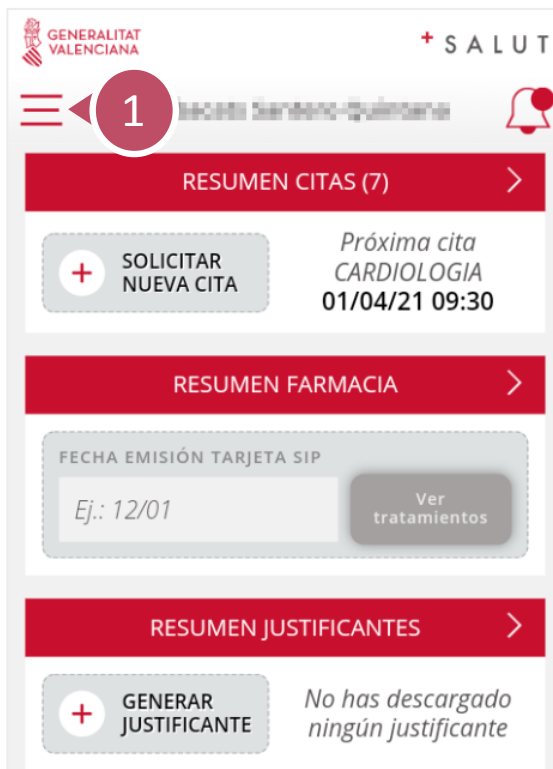 GENERALITAT
VALENCIANA
+ SALUT
1
RESUMEN CITAS (7)
SOLICITAR
NUEVA CITA
Próxima cita
CARDIOLOGIA
01/04/21 09:30
RESUMEN FARMACIA
FECHA EMISIÓN TARJETA SIP
Ej.: 12/01
Ver
tratamientos
RESUMEN JUSTIFICANTES
GENERAR
JUSTIFICANTE
No has descargado
ningún justificante